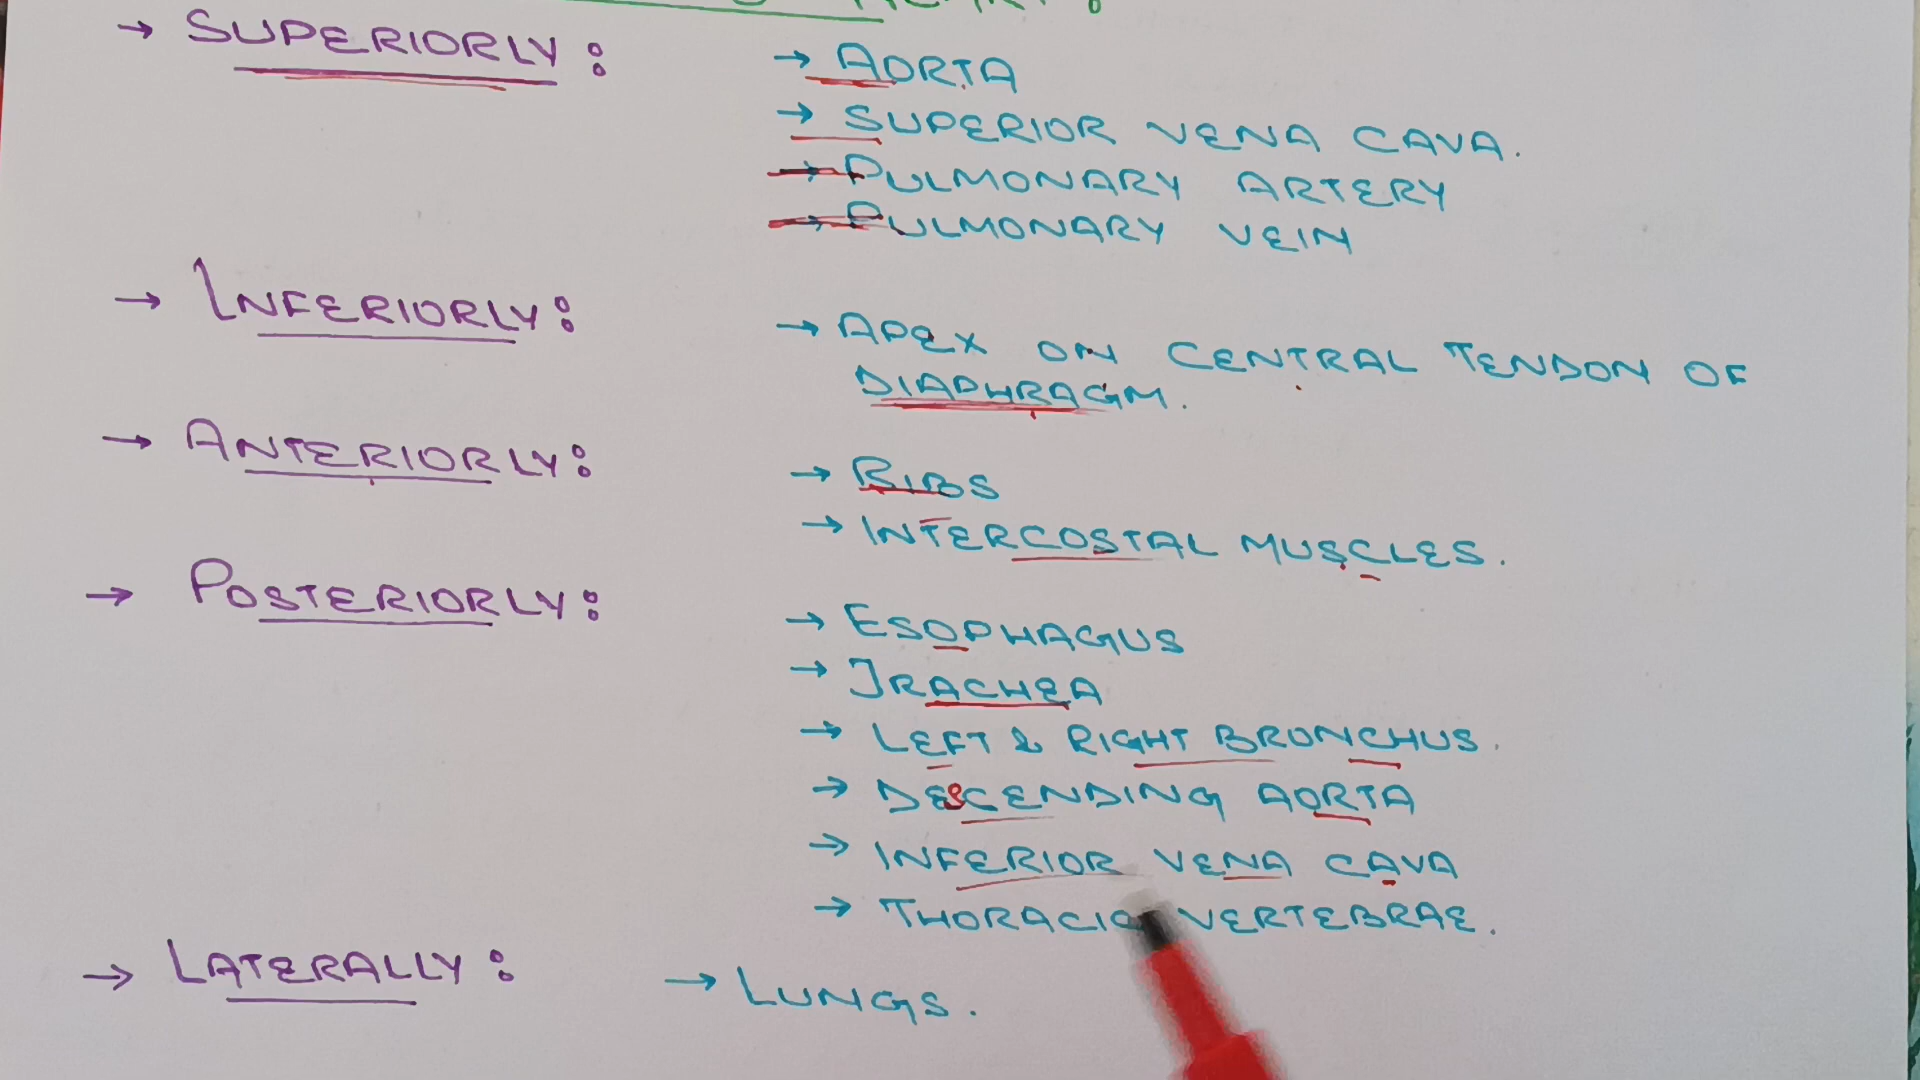 HEART:
→ SUPERIORLY:
→ AORTA
→ SUPERIOR VENA CAVA.
→ PULMONARY ARTERY
→ PULMONARY VEIN
→ INFERIORLY:
→ APEX ON CENTRAL TENDON OF
DIAPHRAGM.
→ ANTERIORLY:
→ RIBS
→ INTERCOSTAL MUSCLES.
→ POSTERIORLY:
→ ESOPHAGUS
→ TRACHEA
→ LEFT & RIGHT BRONCHUS.
→ DESCENDING AORTA
→ INFERIOR VENA CAVA
→ THORACIC VERTEBRAE.
→ LATERALLY:
→ LUNGS.